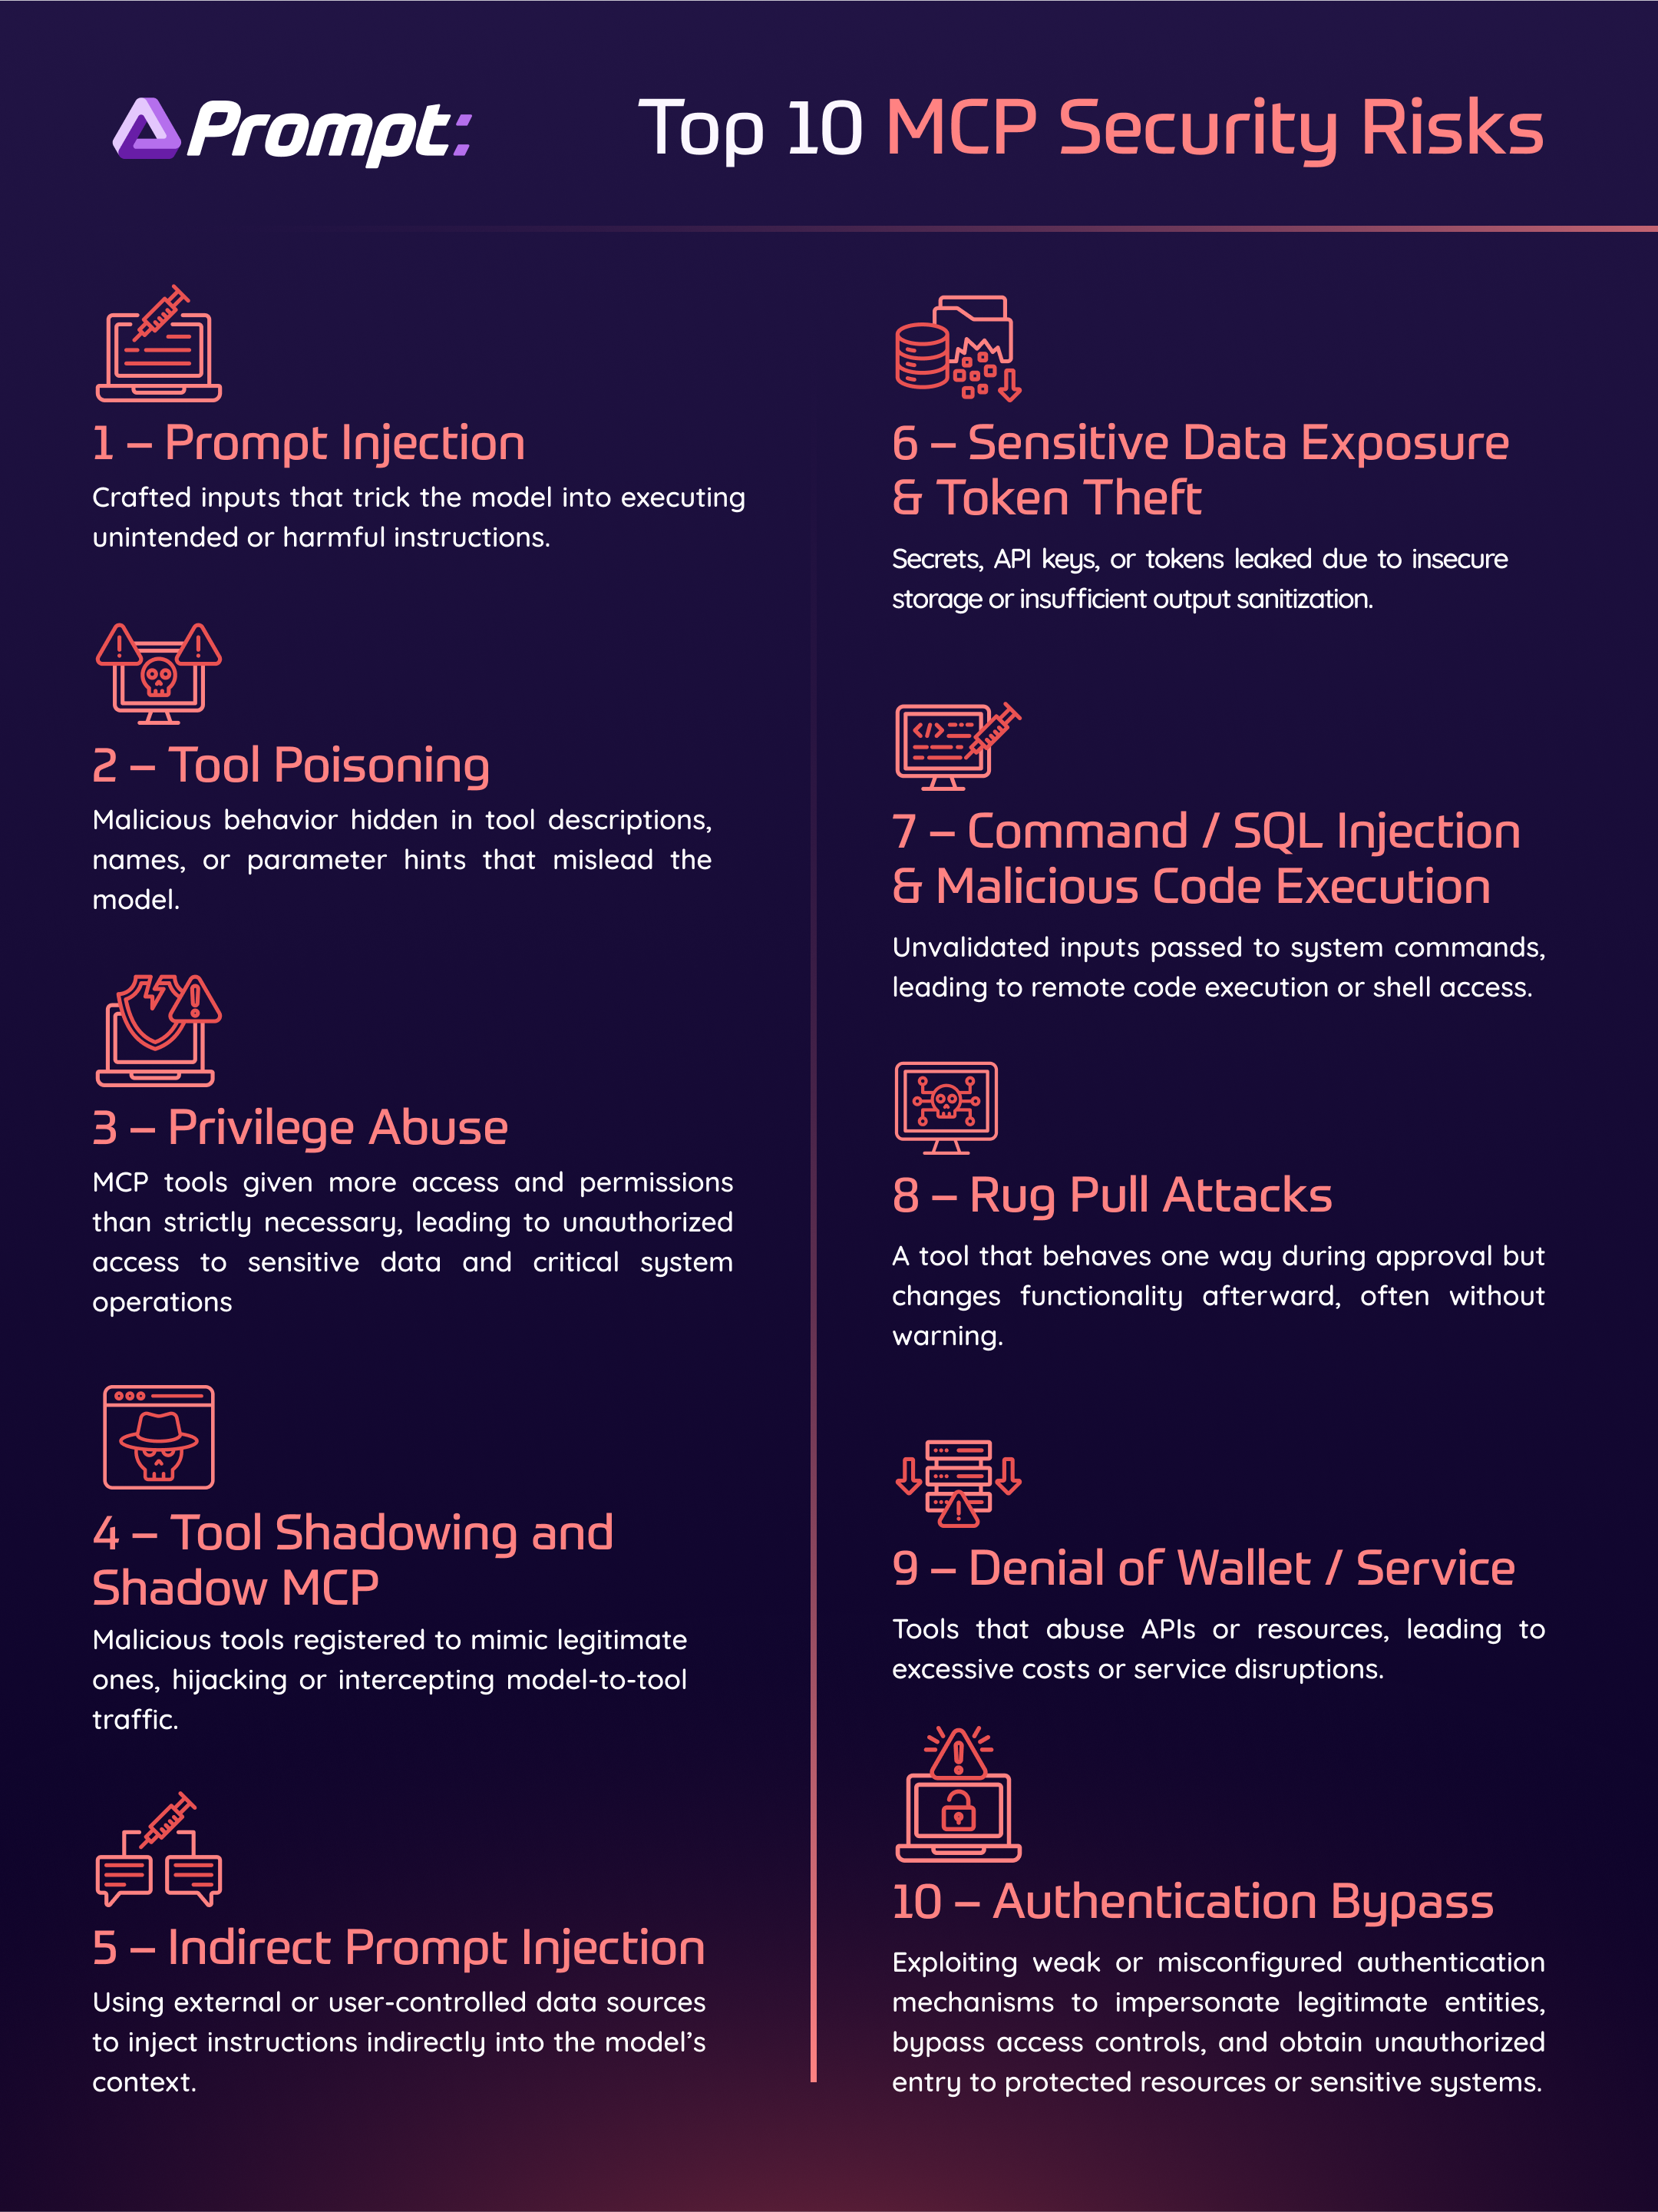 Prompt:
Top 10 MCP Security Risks
1 – Prompt Injection
Crafted inputs that trick the model into executing
unintended or harmful instructions.
2 – Tool Poisoning
Malicious behavior hidden in tool descriptions,
names, or parameter hints that mislead the
model.
3 – Privilege Abuse
MCP tools given more access and permissions
than strictly necessary, leading to unauthorized
access to sensitive data and critical system
operations
4 – Tool Shadowing and
Shadow MCP
Malicious tools registered to mimic legitimate
ones, hijacking or intercepting model-to-tool
traffic.
5 – Indirect Prompt Injection
Using external or user-controlled data sources
to inject instructions indirectly into the model’s
context.
6 – Sensitive Data Exposure
& Token Theft
Secrets, API keys, or tokens leaked due to insecure
storage or insufficient output sanitization.
7 – Command / SQL Injection
& Malicious Code Execution
Unvalidated inputs passed to system commands,
leading to remote code execution or shell access.
8 – Rug Pull Attacks
A tool that behaves one way during approval but
changes functionality afterward, often without
warning.
9 – Denial of Wallet / Service
Tools that abuse APIs or resources, leading to
excessive costs or service disruptions.
10 – Authentication Bypass
Exploiting weak or misconfigured authentication
mechanisms to impersonate legitimate entities,
bypass access controls, and obtain unauthorized
entry to protected resources or sensitive systems.